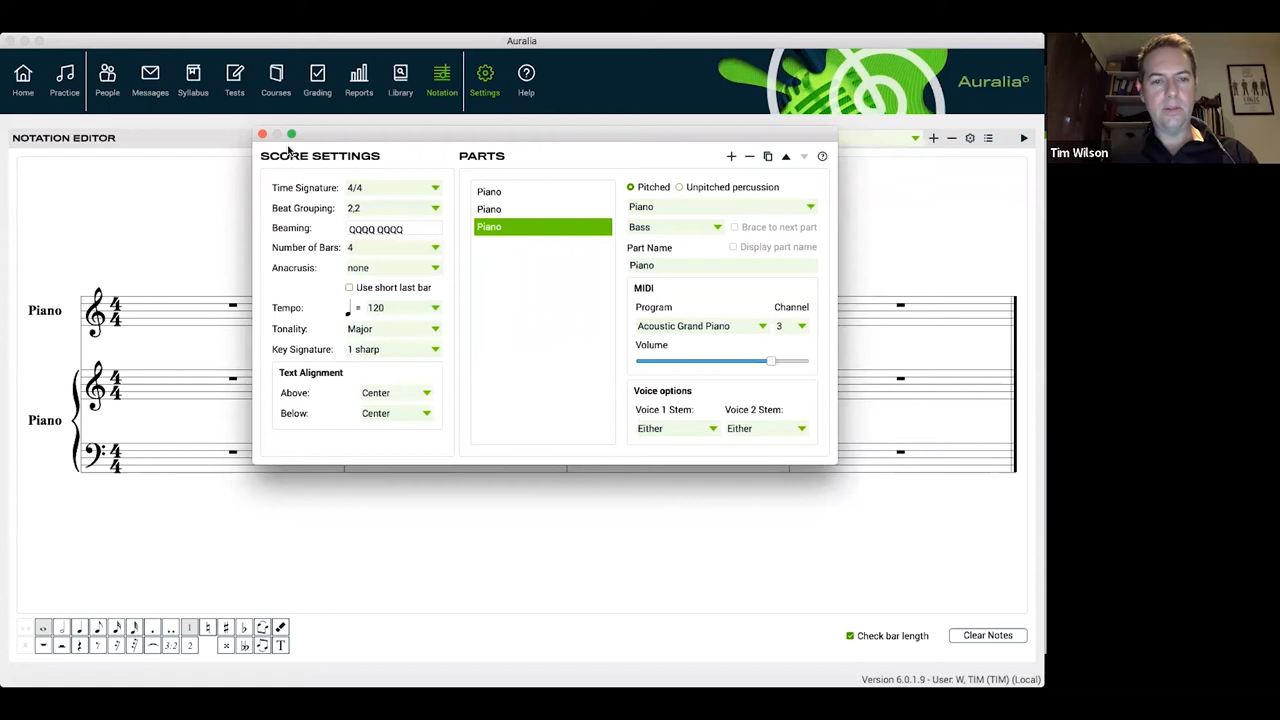 Auralia
Home Practice People Messages Syllabus Tests Courses Grading Reports Library Notation Settings Help
Auralia6
NOTATION EDITOR
Tim Wilson
SCORE SETTINGS
Time Signature: 4/4
Beat Grouping: 2,2
Beaming: QQQQ QQQQ
Number of Bars: 4
Anacrusis: none
Use short last bar
Tempo: = 120
Tonality: Major
Key Signature: 1 sharp
Text Alignment
Above: Center
Below: Center
PARTS
Piano
Piano
Piano
Pitched Unpitched percussion
Piano
Bass Brace to next part
Part Name Display part name
Piano
MIDI
Program Channel
Acoustic Grand Piano 3
Volume
Voice options
Voice 1 Stem: Voice 2 Stem:
Either Either
Piano
Piano
3:2
2 T
Check bar length Clear Notes
Version 6.0.1.9 - User: W, TIM (TIM) (Local)